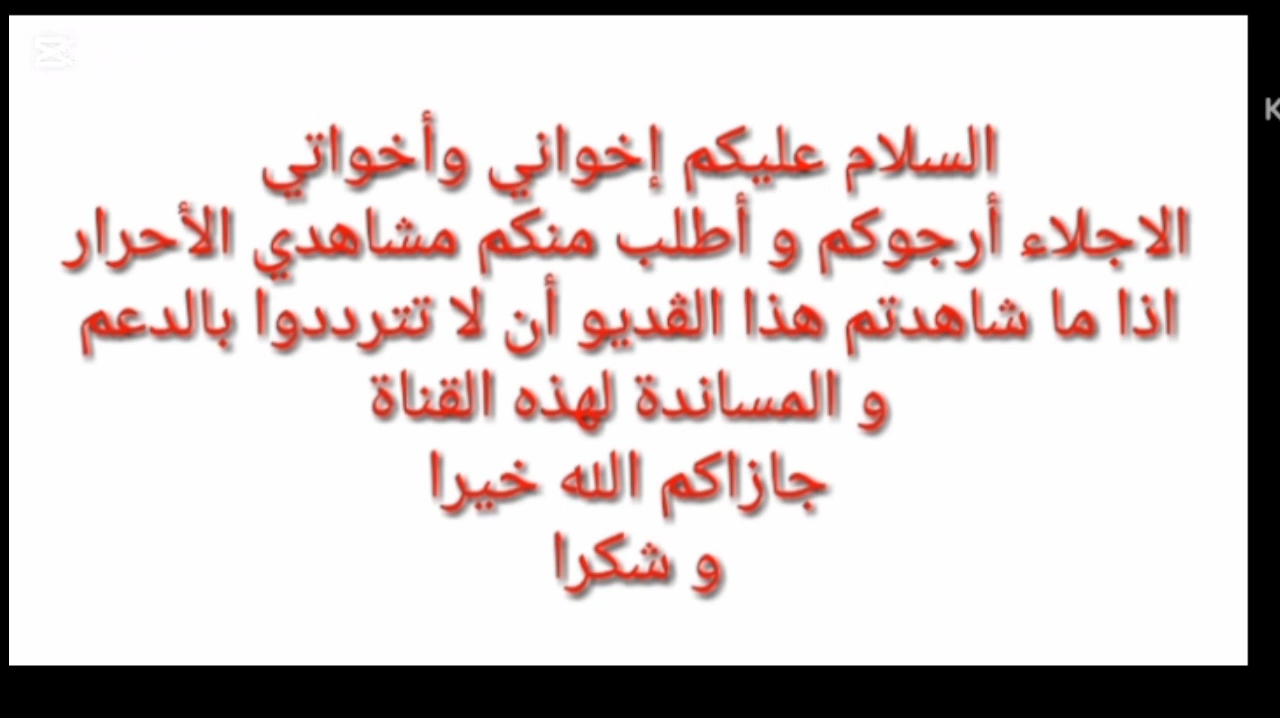 السلام عليكم إخواني وأخواتي
الاجلاء أرجوكم و أطلب منكم مشاهدي الأحرار
اذا ما شاهدتم هذا الڤديو أن لا تترددوا بالدعم
و المساندة لهذه القناة
جازاكم الله خيرا
و شكرا